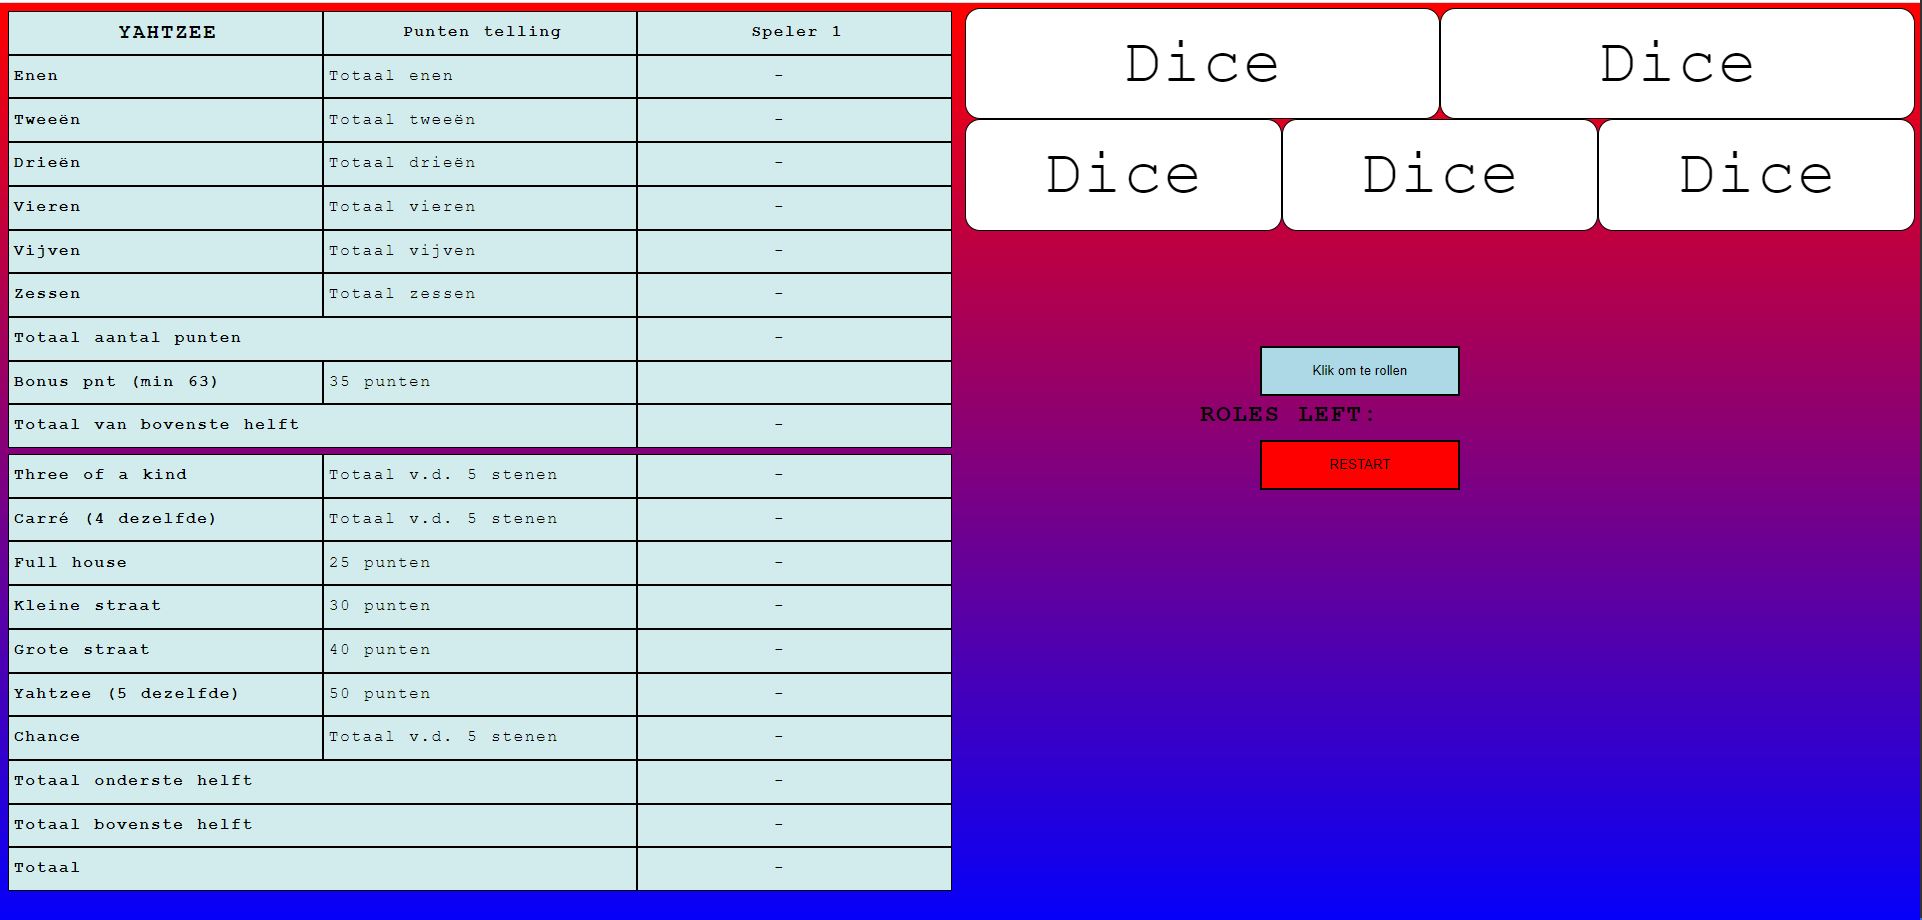 YAHTZEE Punten telling Speler 1
Enen Totaal enen -
Tweeën Totaal tweeën -
Drieën Totaal drieën -
Vieren Totaal vieren -
Vijven Totaal vijven -
Zessen Totaal zessen -
Totaal aantal punten -
Bonus pnt (min 63) 35 punten
Totaal van bovenste helft -
Three of a kind Totaal v.d. 5 stenen -
Carré (4 dezelfde) Totaal v.d. 5 stenen -
Full house 25 punten -
Kleine straat 30 punten -
Grote straat 40 punten -
Yahtzee (5 dezelfde) 50 punten -
Chance Totaal v.d. 5 stenen -
Totaal onderste helft -
Totaal bovenste helft -
Totaal -
Dice Dice
Dice Dice Dice
Klik om te rollen
ROLES LEFT:
RESTART